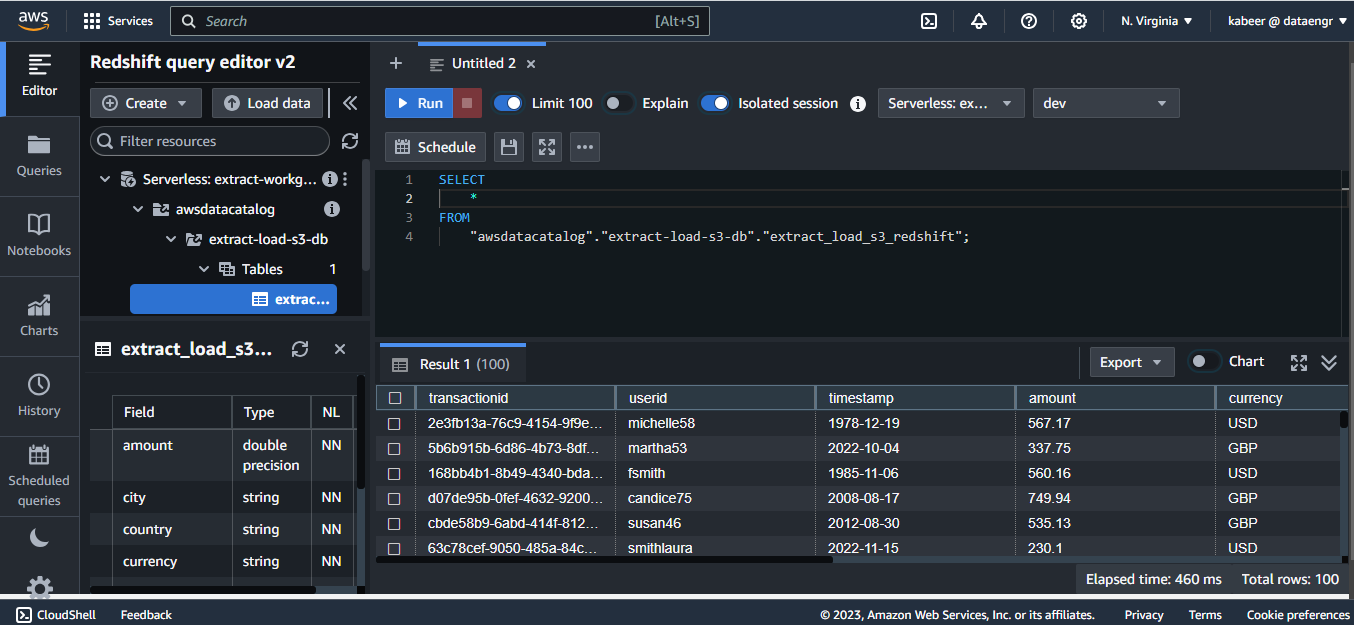 aws Services Search [Alt+S] N. Virginia kabeer @ dataengr
Editor
Queries
Notebooks
Charts
History
Scheduled
queries
Redshift query editor v2
Create Load data
Filter resources
Serverless: extract-workg...
awsdatacatalog
extract-load-s3-db
Tables 1
extrac...
extract_load_s3...
Field Type NL
amount double precision NN
city string NN
country string NN
currency string NN
Untitled 2
Run Limit 100 Explain Isolated session Serverless: ex... dev
Schedule
1 SELECT
2 *
3 FROM
4 "awsdatacatalog"."extract-load-s3-db"."extract_load_s3_redshift";
Result 1 (100) Export Chart
transactionid userid timestamp amount currency
2e3fb13a-76c9-4154-9f9e... michelle58 1978-12-19 567.17 USD
5b6b915b-6d86-4b73-8df... martha53 2022-10-04 337.75 GBP
168bb4b1-8b49-4340-bda... fsmith 1985-11-06 560.16 USD
d07de95b-0fef-4632-9200... candice75 2008-08-17 749.94 GBP
cbde58b9-6abd-414f-812... susan46 2012-08-30 535.13 GBP
63c78cef-9050-485a-84c... smithlaura 2022-11-15 230.1 USD
Elapsed time: 460 ms Total rows: 100
CloudShell Feedback © 2023, Amazon Web Services, Inc. or its affiliates. Privacy Terms Cookie preferences